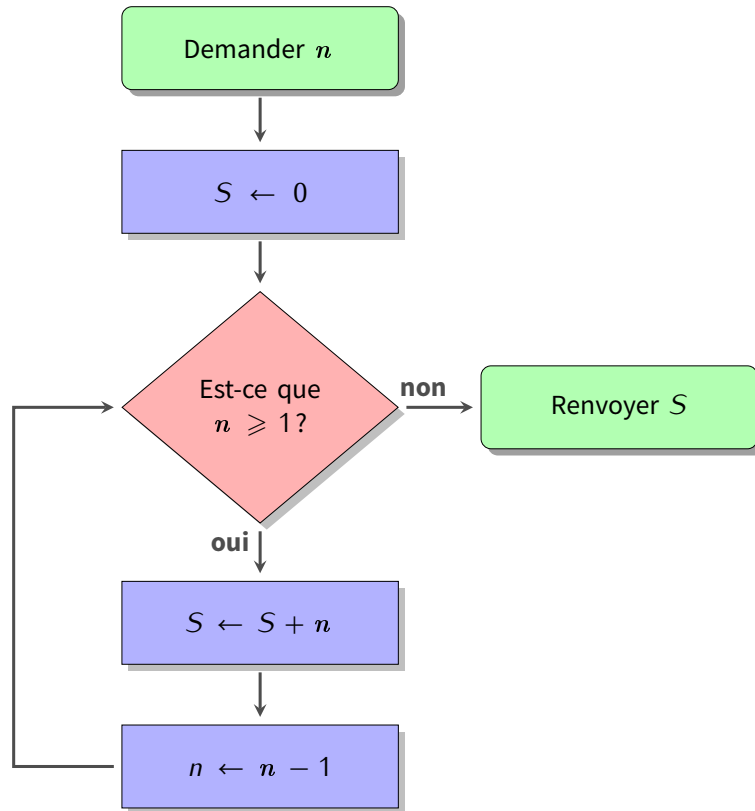 Demander n
S ← 0
Est-ce que
n ⩾ 1?
non
Renvoyer S
oui
S ← S + n
n ← n − 1